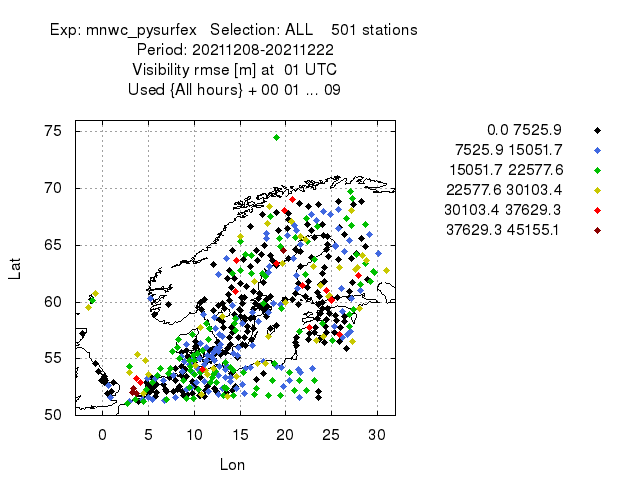 Exp: mnwc_pysurfex Selection: ALL 501 stations
Period: 20211208-20211222
Visibility rmse [m] at 01 UTC
Used {All hours} + 00 01 ... 09
0.0 7525.9
7525.9 15051.7
15051.7 22577.6
22577.6 30103.4
30103.4 37629.3
37629.3 45155.1
75
70
65
60
55
50
Lat
0 5 10 15 20 25 30
Lon